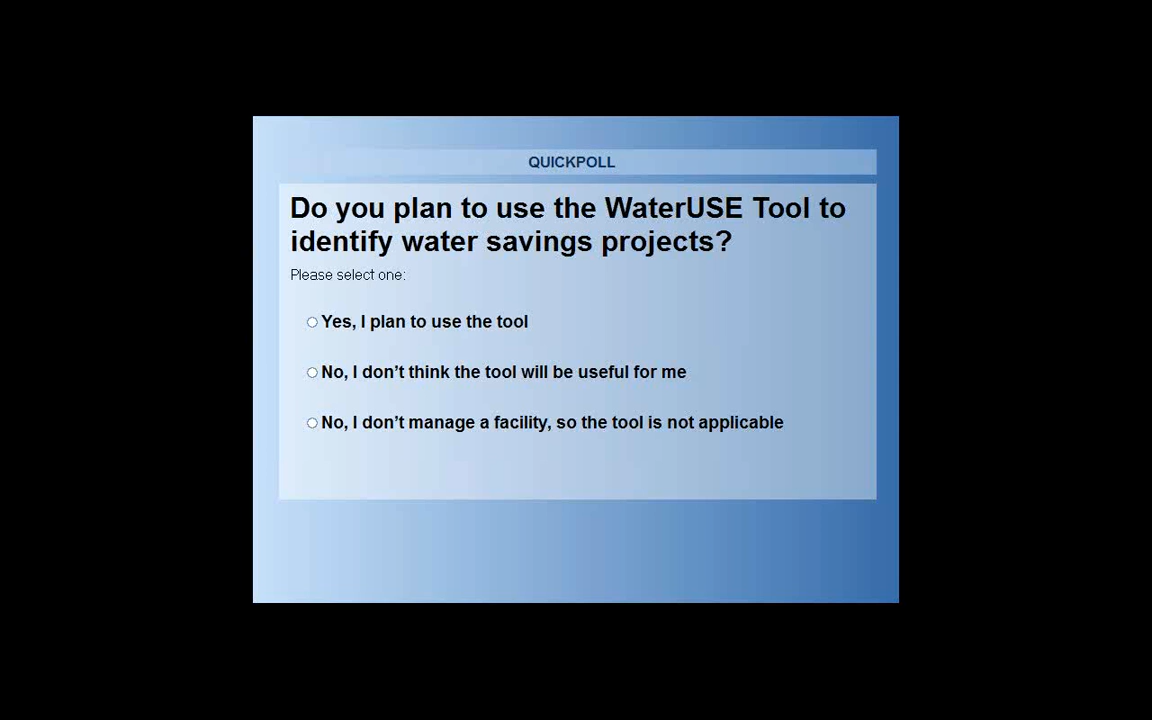 QUICKPOLL
Do you plan to use the WaterUSE Tool to
identify water savings projects?
Please select one:
Yes, I plan to use the tool
No, I don’t think the tool will be useful for me
No, I don’t manage a facility, so the tool is not applicable